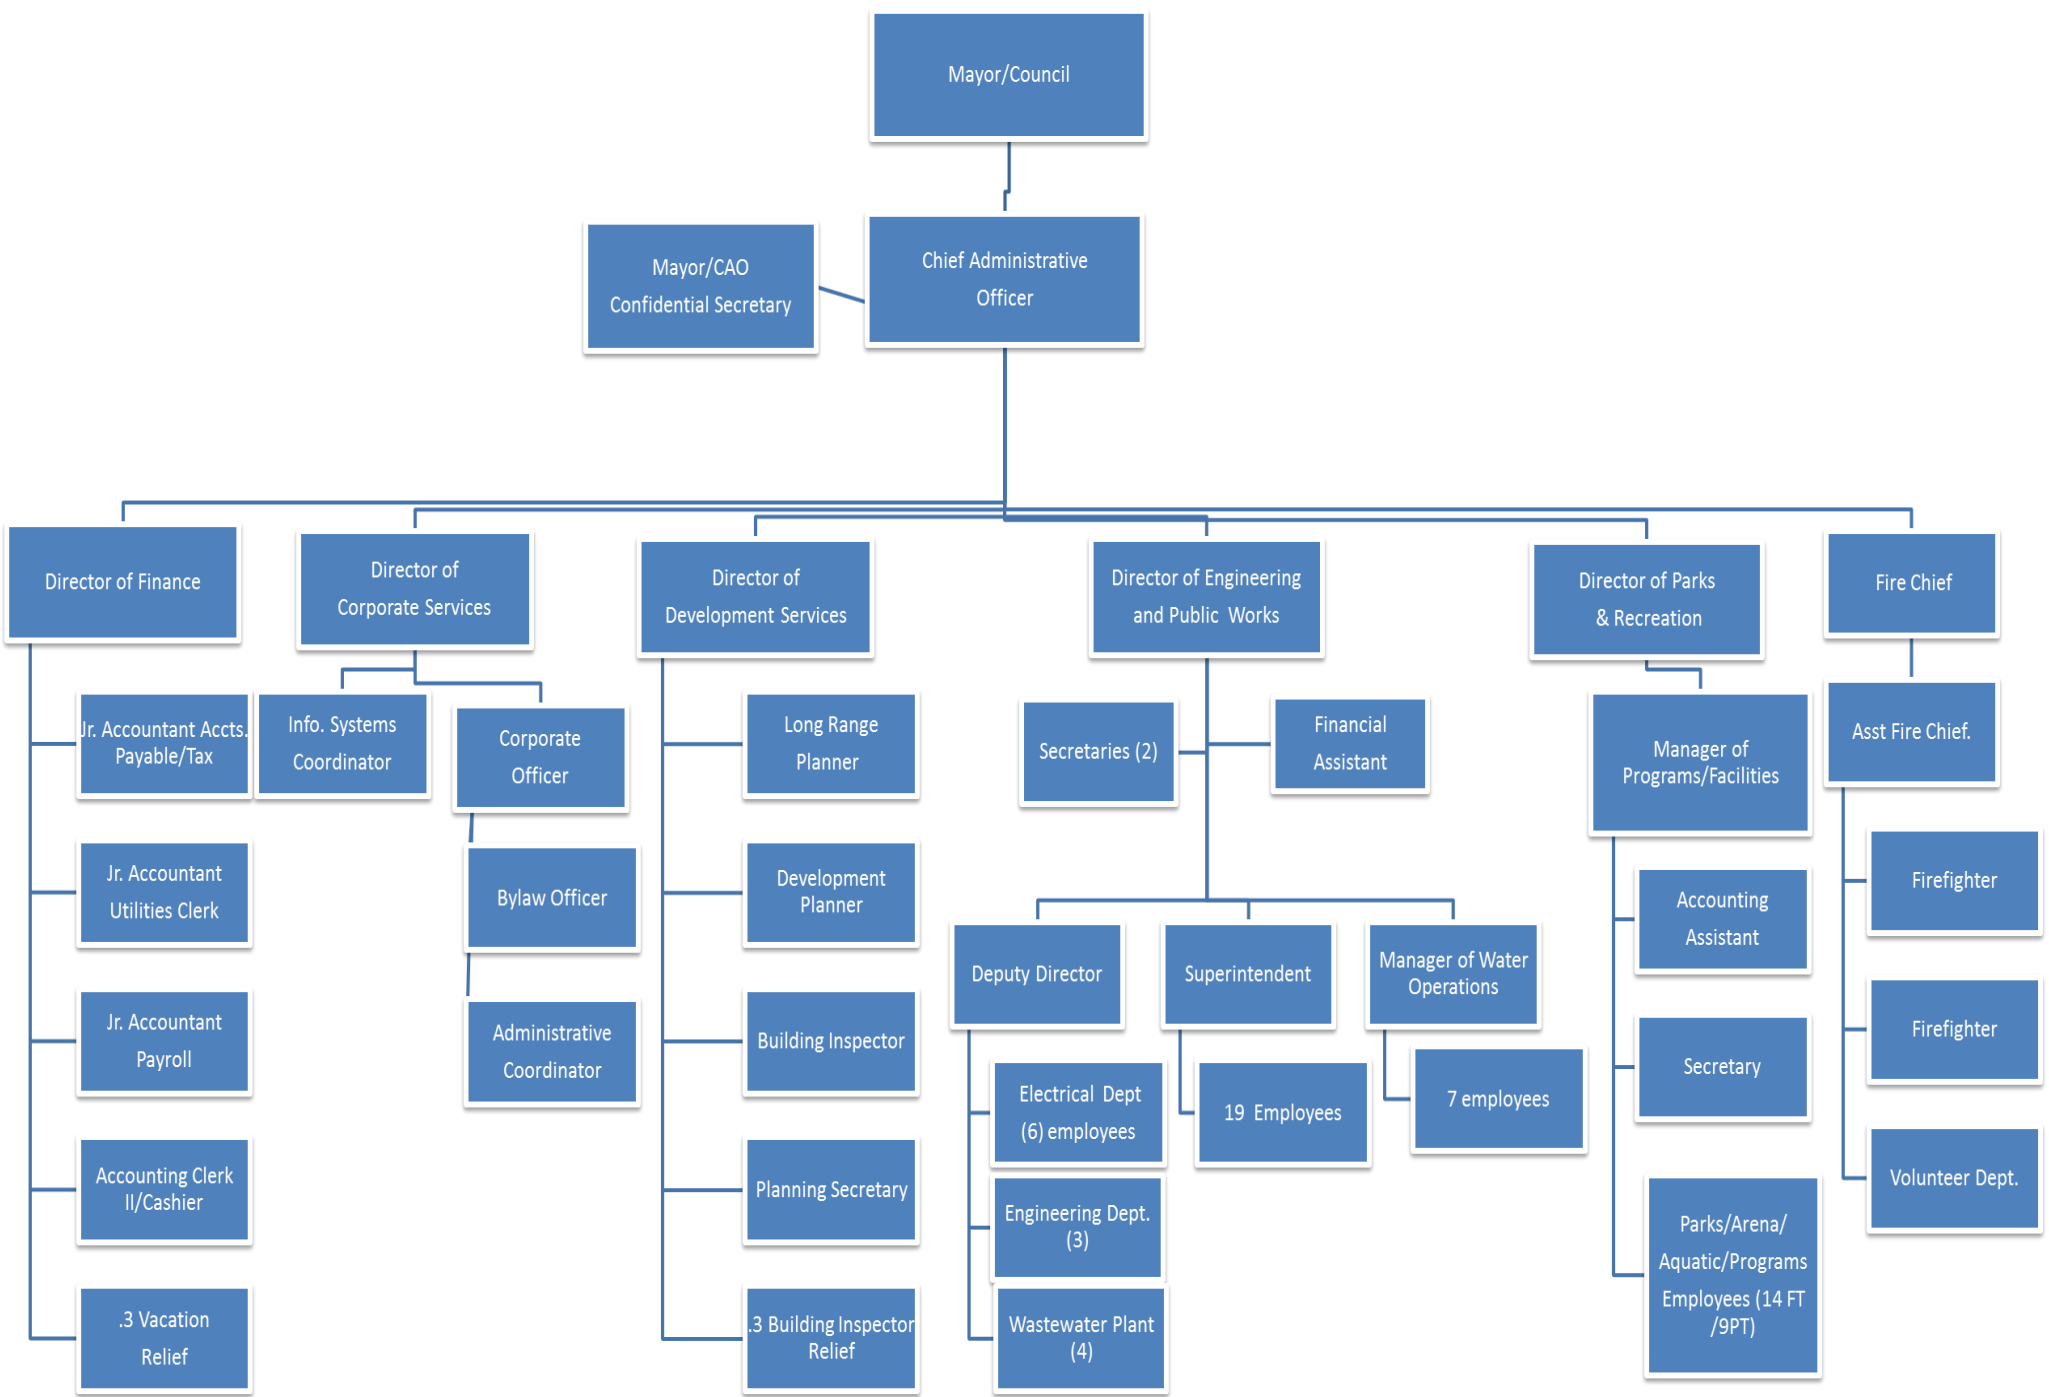 Mayor/Council
Mayor/CAO
Confidential Secretary
Chief Administrative
Officer
Director of Finance
Director of
Corporate Services
Director of
Development Services
Director of Engineering
and Public Works
Director of Parks
& Recreation
Fire Chief
Jr. Accountant Accts.
Payable/Tax
Jr. Accountant
Utilities Clerk
Jr. Accountant
Payroll
Accounting Clerk
II/Cashier
.3 Vacation
Relief
Info. Systems
Coordinator
Corporate
Officer
Bylaw Officer
Administrative
Coordinator
Long Range
Planner
Development
Planner
Building Inspector
Planning Secretary
.3 Building Inspector
Relief
Secretaries (2)
Financial
Assistant
Deputy Director
Superintendent
Manager of Water
Operations
Electrical Dept
(6) employees
Engineering Dept.
(3)
Wastewater Plant
(4)
19 Employees
7 employees
Manager of
Programs/Facilities
Accounting
Assistant
Secretary
Parks/Arena/
Aquatic/Programs
Employees (14 FT
/9PT)
Asst Fire Chief.
Firefighter
Firefighter
Volunteer Dept.